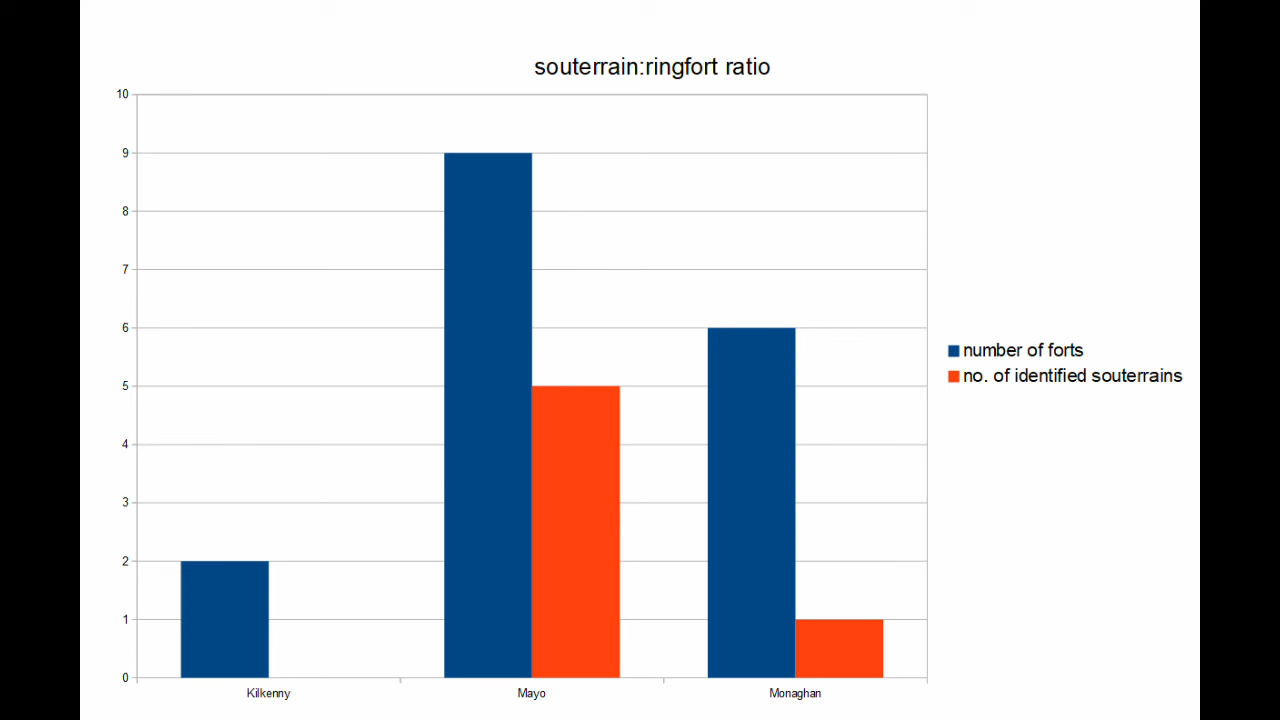 souterrain:ringfort ratio
10
9
8
7
6
5
4
3
2
1
0
Kilkenny
Mayo
Monaghan
number of forts
no. of identified souterrains